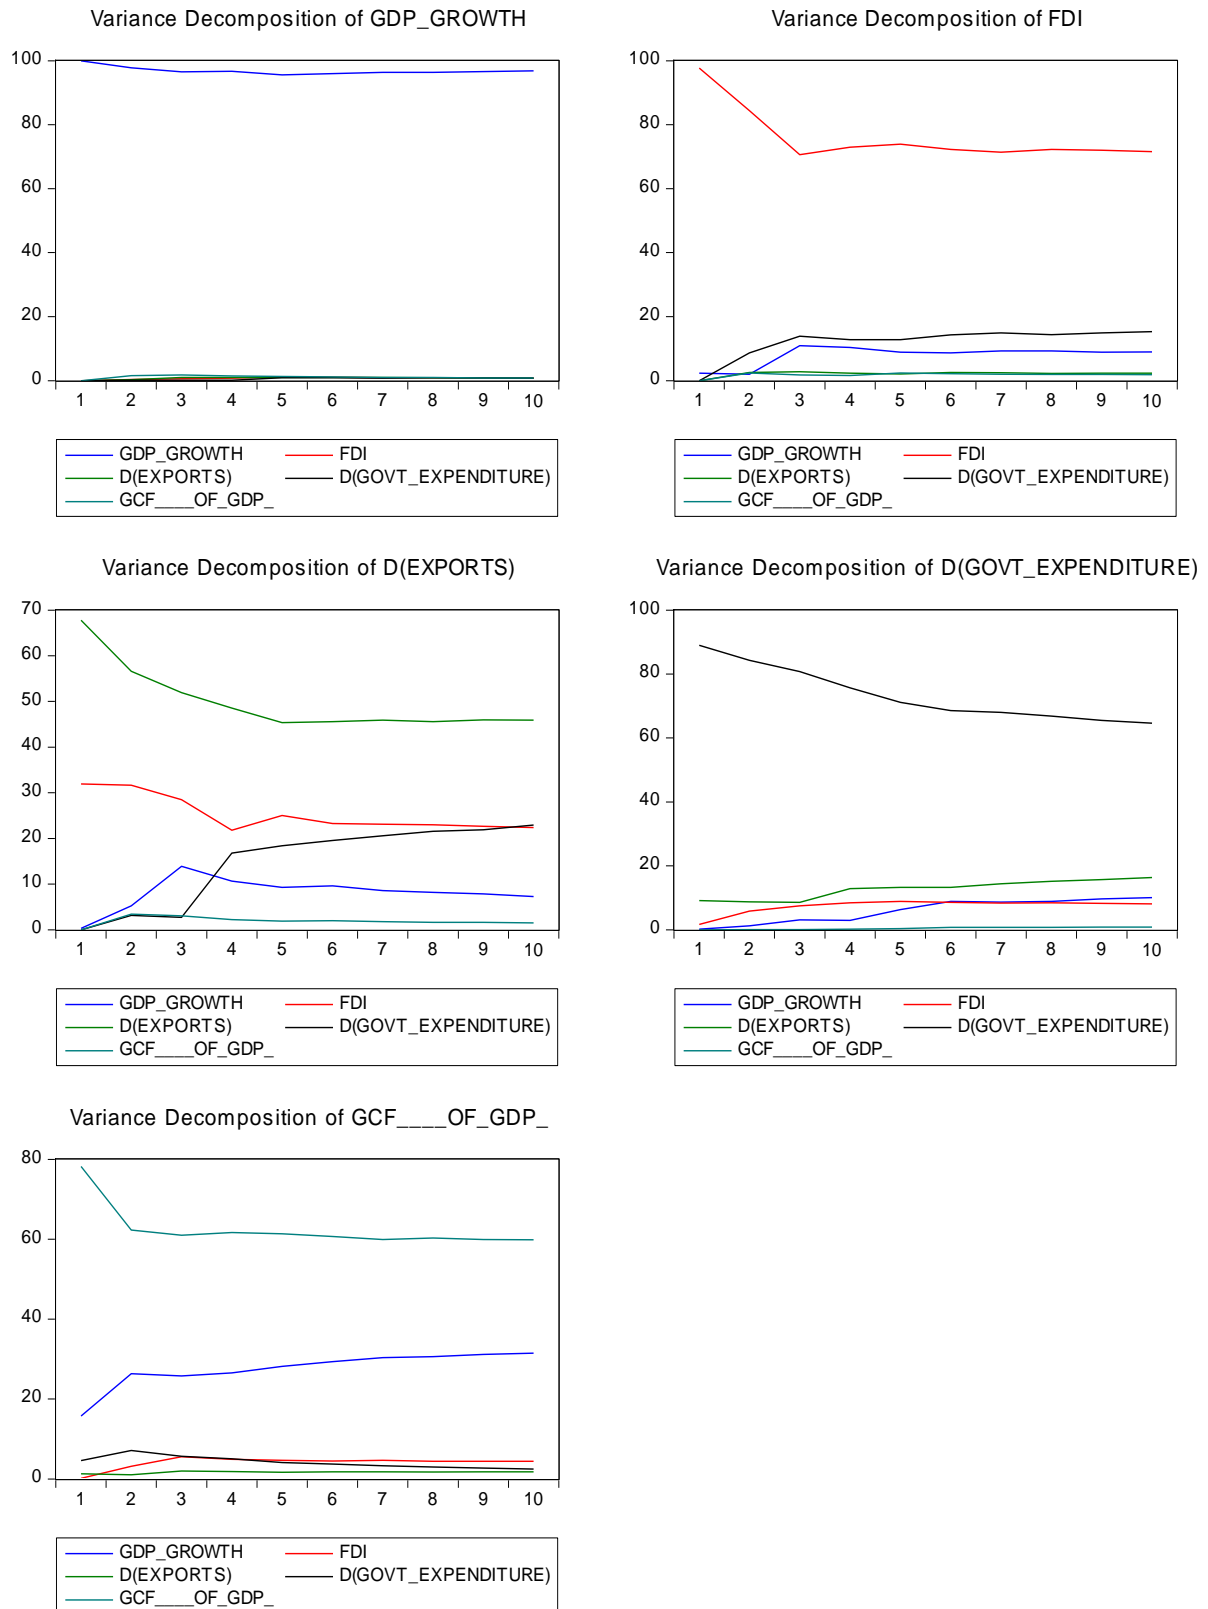 Variance Decomposition of GDP_GROWTH
100
80
60
40
20
0
1 2 3 4 5 6 7 8 9 10
GDP_GROWTH FDI
D(EXPORTS) D(GOVT_EXPENDITURE)
GCF____OF_GDP_
Variance Decomposition of FDI
100
80
60
40
20
0
1 2 3 4 5 6 7 8 9 10
GDP_GROWTH FDI
D(EXPORTS) D(GOVT_EXPENDITURE)
GCF____OF_GDP_
Variance Decomposition of D(EXPORTS)
70
60
50
40
30
20
10
0
1 2 3 4 5 6 7 8 9 10
GDP_GROWTH FDI
D(EXPORTS) D(GOVT_EXPENDITURE)
GCF____OF_GDP_
Variance Decomposition of D(GOVT_EXPENDITURE)
100
80
60
40
20
0
1 2 3 4 5 6 7 8 9 10
GDP_GROWTH FDI
D(EXPORTS) D(GOVT_EXPENDITURE)
GCF____OF_GDP_
Variance Decomposition of GCF____OF_GDP_
80
60
40
20
0
1 2 3 4 5 6 7 8 9 10
GDP_GROWTH FDI
D(EXPORTS) D(GOVT_EXPENDITURE)
GCF____OF_GDP_